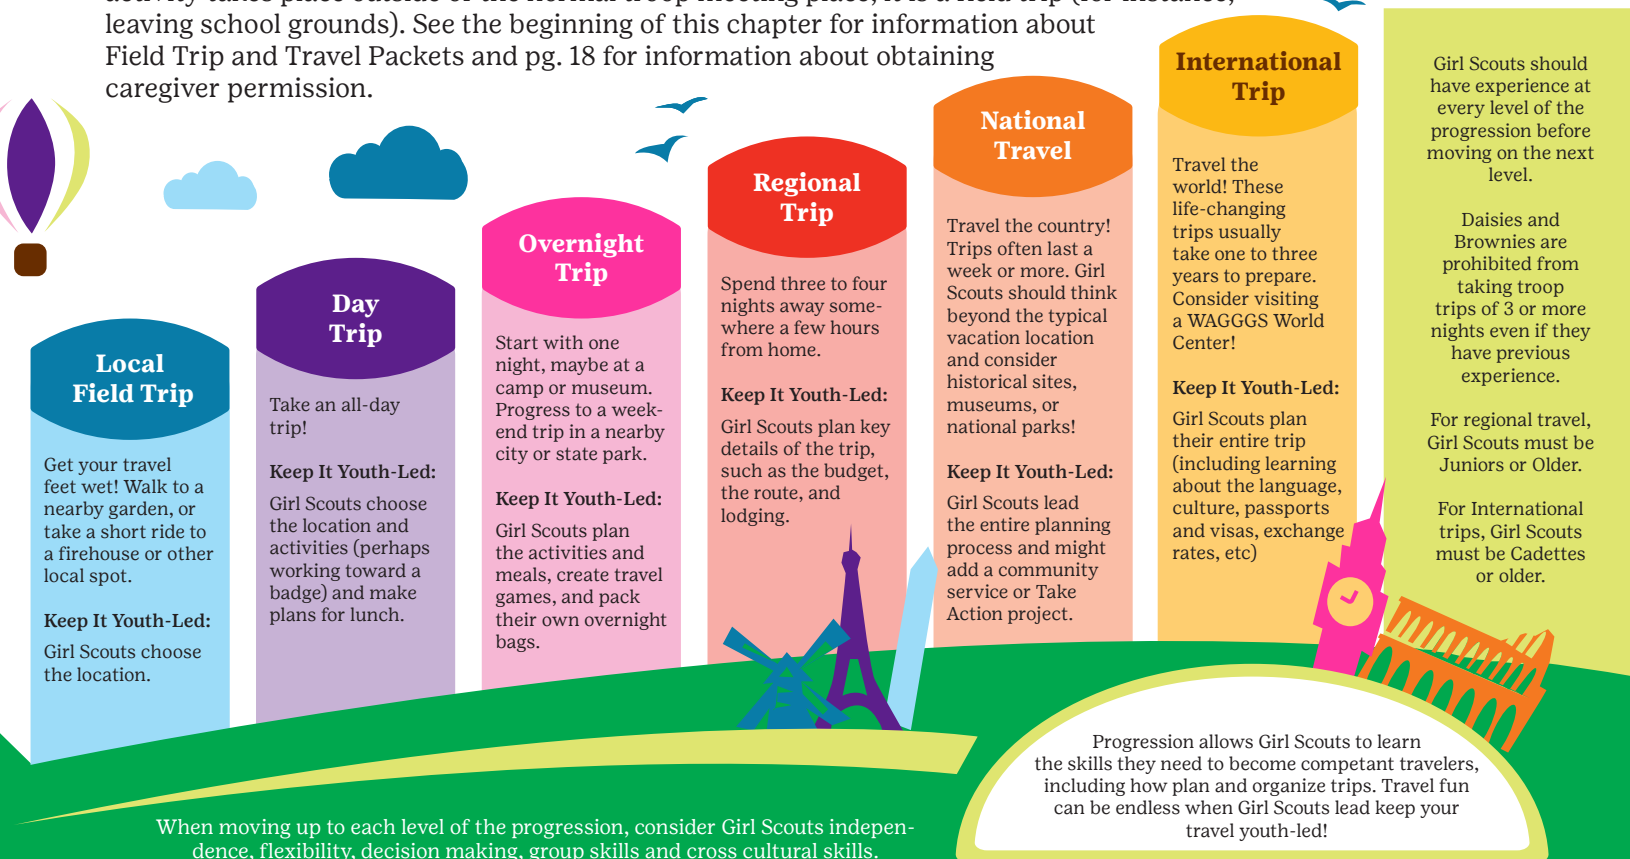 activity takes place outside of the normal troop meeting place, it is a field trip (for instance,
leaving school grounds). See the beginning of this chapter for information about
Field Trip and Travel Packets and pg. 18 for information about obtaining
caregiver permission.
Local
Field Trip
Get your travel
feet wet! Walk to a
nearby garden, or
take a short ride to
a firehouse or other
local spot.
Keep It Youth-Led:
Girl Scouts choose
the location.
Day
Trip
Take an all-day
trip!
Keep It Youth-Led:
Girl Scouts choose
the location and
activities (perhaps
working toward a
badge) and make
plans for lunch.
Overnight
Trip
Start with one
night, maybe at a
camp or museum.
Progress to a week-
end trip in a nearby
city or state park.
Keep It Youth-Led:
Girl Scouts plan
the activities and
meals, create travel
games, and pack
their own overnight
bags.
Regional
Trip
Spend three to four
nights away some-
where a few hours
from home.
Keep It Youth-Led:
Girl Scouts plan key
details of the trip,
such as the budget,
the route, and
lodging.
National
Travel
Travel the country!
Trips often last a
week or more. Girl
Scouts should think
beyond the typical
vacation location
and consider
historical sites,
museums, or
national parks!
Keep It Youth-Led:
Girl Scouts lead
the entire planning
process and might
add a community
service or Take
Action project.
International
Trip
Travel the
world! These
life-changing
trips usually
take one to three
years to prepare.
Consider visiting
a WAGGGS World
Center!
Keep It Youth-Led:
Girl Scouts plan
their entire trip
(including learning
about the language,
culture, passports
and visas, exchange
rates, etc)
Girl Scouts should
have experience at
every level of the
progression before
moving on the next
level.
Daisies and
Brownies are
prohibited from
taking troop
trips of 3 or more
nights even if they
have previous
experience.
For regional travel,
Girl Scouts must be
Juniors or Older.
For International
trips, Girl Scouts
must be Cadettes
or older.
Progression allows Girl Scouts to learn
the skills they need to become competant travelers,
including how plan and organize trips. Travel fun
can be endless when Girl Scouts lead keep your
travel youth-led!
When moving up to each level of the progression, consider Girl Scouts indepen-
dence, flexibility, decision making, group skills and cross cultural skills.